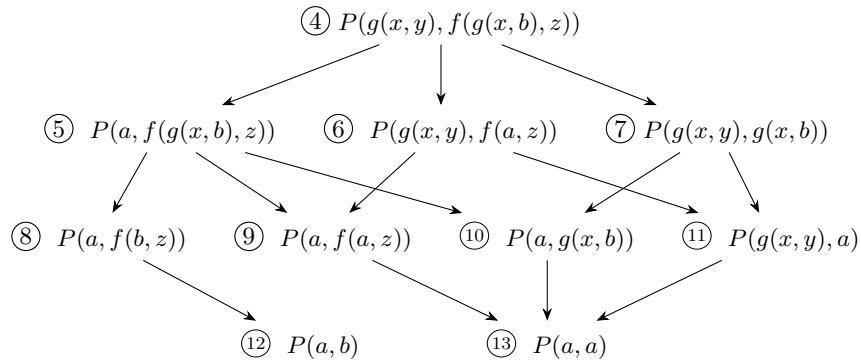 ④ P(g(x, y), f(g(x, b), z))
⑤ P(a, f(g(x, b), z)) ⑥ P(g(x, y), f(a, z)) ⑦ P(g(x, y), g(x, b))
⑧ P(a, f(b, z)) ⑨ P(a, f(a, z)) ⑩ P(a, g(x, b)) ⑪ P(g(x, y), a)
⑫ P(a, b) ⑬ P(a, a)